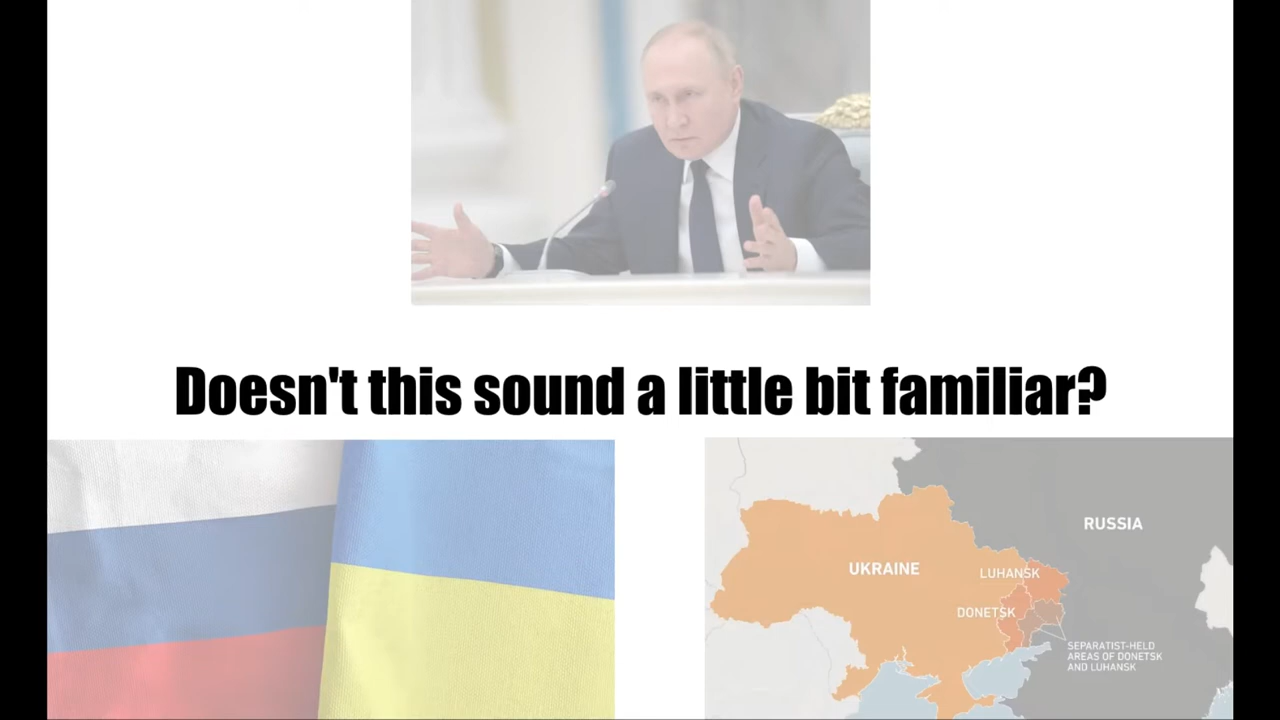 Doesn't this sound a little bit familiar?
RUSSIA
UKRAINE
LUHANSK
DONETSK
SEPARATIST-HELD
AREAS OF DONETSK
AND LUHANSK